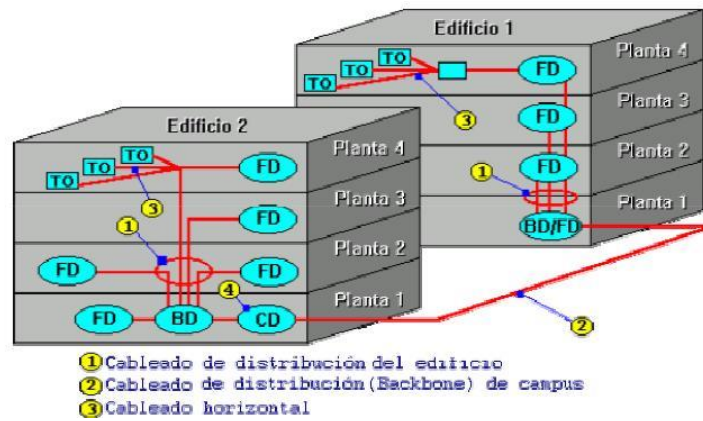 Edificio 1
Planta 4
TO
TO
TO
FD
Planta 3
FD
Planta 2
FD
1
3
Planta 1
BD/FD
Edificio 2
Planta 4
TO
TO
TO
FD
3
Planta 3
1
FD
Planta 2
FD
FD
4
Planta 1
FD
BD
CD
2
1 Cableado de distribución del edificio
2 Cableado de distribución (Backbone) de campus
3 Cableado horizontal